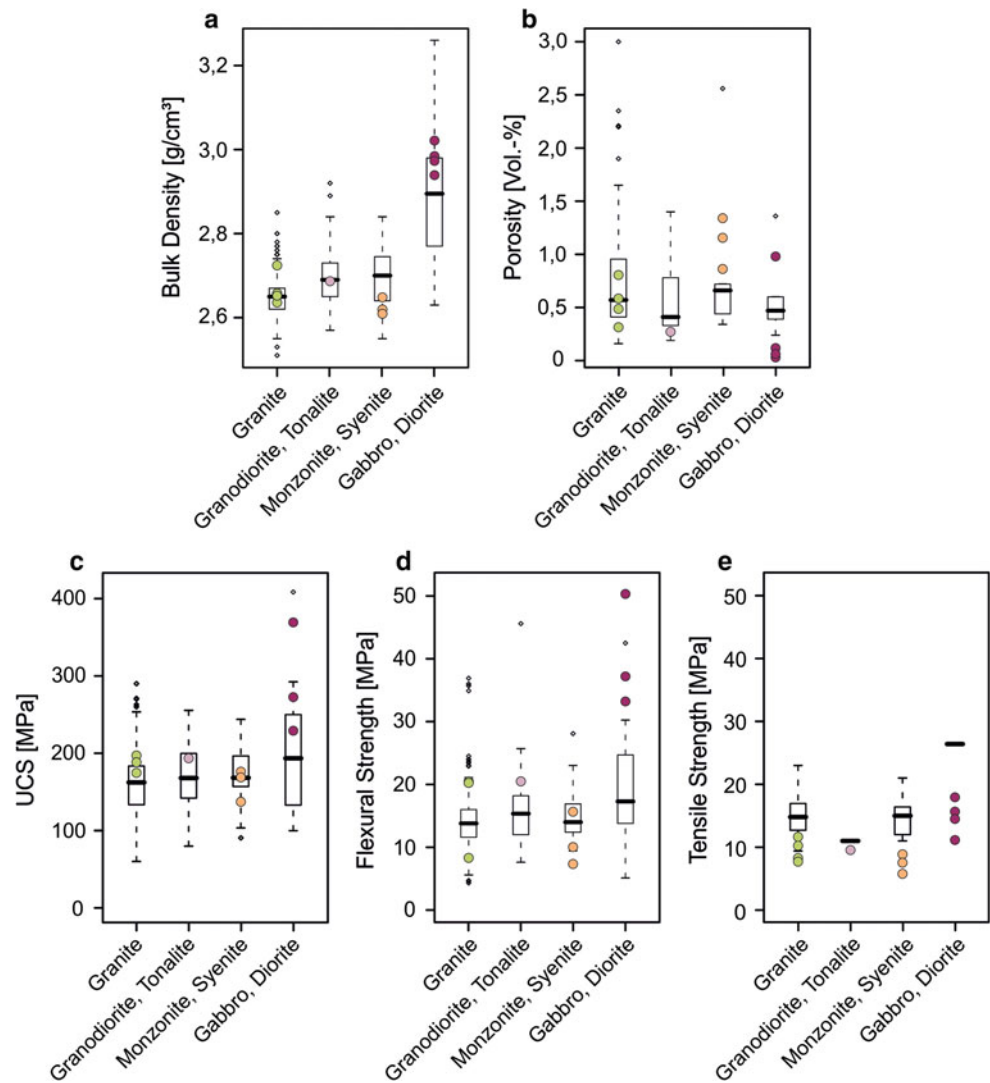 a
Bulk Density [g/cm³]
3,2
3,0
2,8
2,6
Granite
Granodiorite, Tonalite
Monzonite, Syenite
Gabbro, Diorite
b
Porosity [Vol.-%]
3,0
2,5
2,0
1,5
1,0
0,5
0
Granite
Granodiorite, Tonalite
Monzonite, Syenite
Gabbro, Diorite
c
UCS [MPa]
400
300
200
100
0
Granite
Granodiorite, Tonalite
Monzonite, Syenite
Gabbro, Diorite
d
Flexural Strength [MPa]
50
40
30
20
10
0
Granite
Granodiorite, Tonalite
Monzonite, Syenite
Gabbro, Diorite
e
Tensile Strength [MPa]
50
40
30
20
10
0
Granite
Granodiorite, Tonalite
Monzonite, Syenite
Gabbro, Diorite